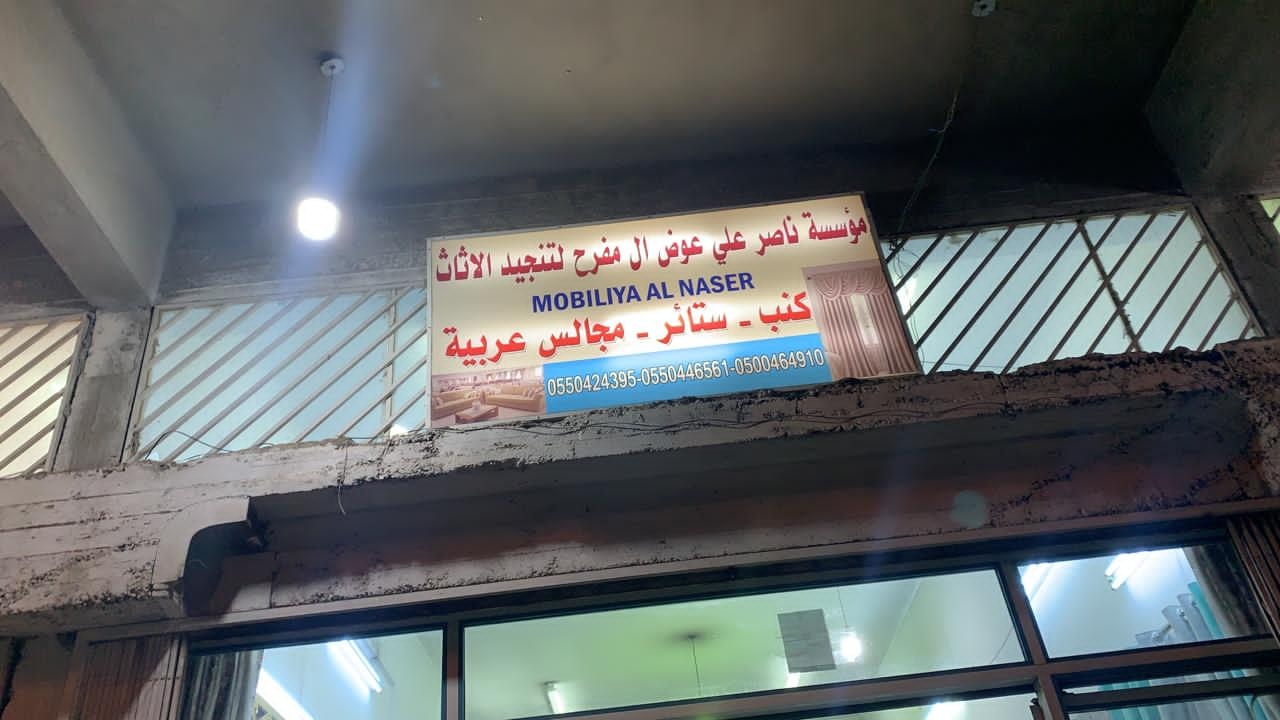 مؤسسة ناصر علي عوض ال مفرح لتنجيد الاثاث
MOBILIYA AL NASER
كنب - ستائر - مجالس عربية
0550424395-0550446561-0500464910